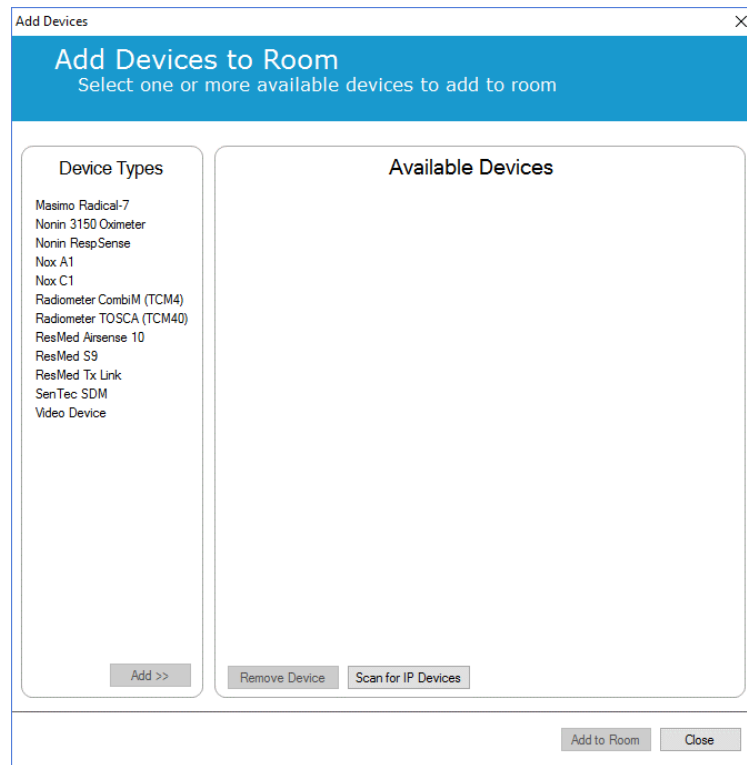 Add Devices
Add Devices to Room
Select one or more available devices to add to room
Device Types
Masimo Radical-7
Nonin 3150 Oximeter
Nonin RespSense
Nox A1
Nox C1
Radiometer CombiM (TCM4)
Radiometer TOSCA (TCM40)
ResMed Airsense 10
ResMed S9
ResMed Tx Link
SenTec SDM
Video Device
Add >>
Available Devices
Remove Device
Scan for IP Devices
Add to Room
Close